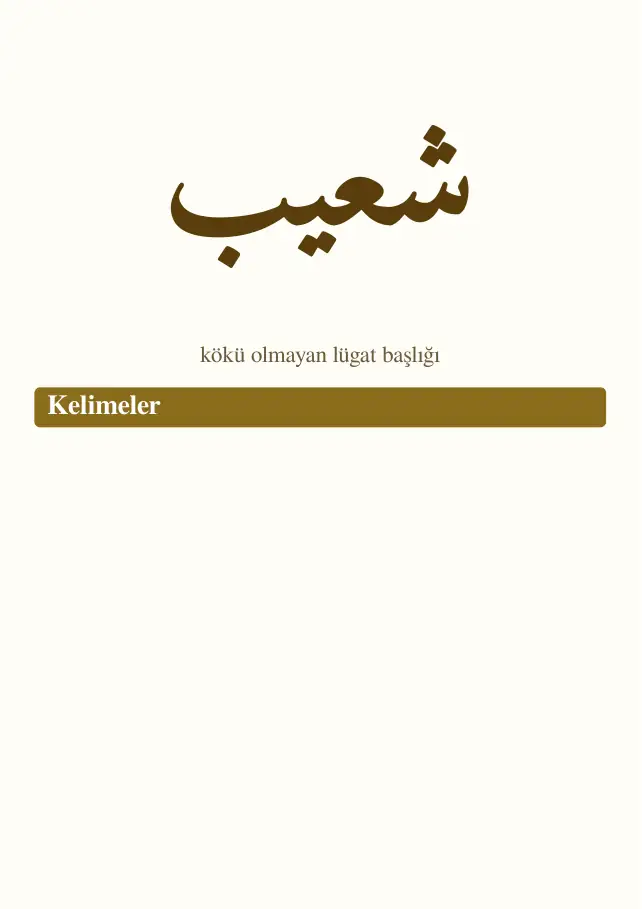 شعيب
kökü olmayan lügat başlığı
Kelimeler